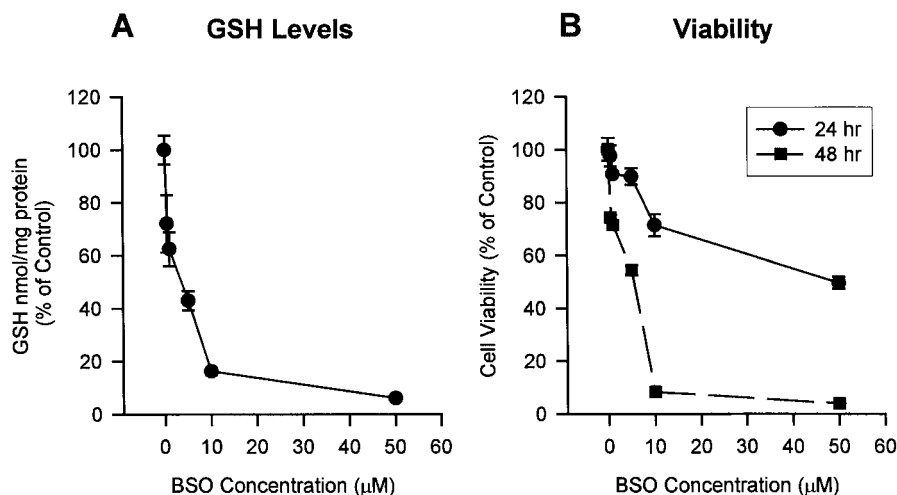 A GSH Levels
120
100
80
60
40
20
0
GSH nmol/mg protein
(% of Control)
0 10 20 30 40 50 60
BSO Concentration (µM)
B Viability
24 hr
48 hr
120
100
80
60
40
20
0
Cell Viability (% of Control)
0 10 20 30 40 50 60
BSO Concentration (µM)